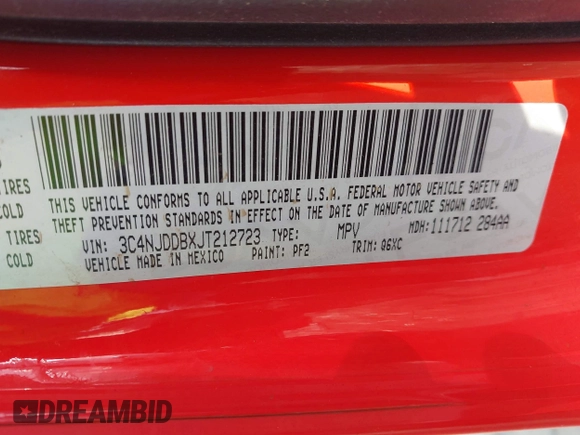 IRES
COLD
TIRES
COLD
THIS VEHICLE CONFORMS TO ALL APPLICABLE U.S.A. FEDERAL MOTOR VEHICLE SAFETY AND
THEFT PREVENTION STANDARDS IN EFFECT ON THE DATE OF MANUFACTURE SHOWN ABOVE.
VIN: 3C4NJDDBXJT212723 TYPE: MPV MDH: 111712 284AA
VEHICLE MADE IN MEXICO PAINT: PF2 TRIM: Q6XC
DREAMBID